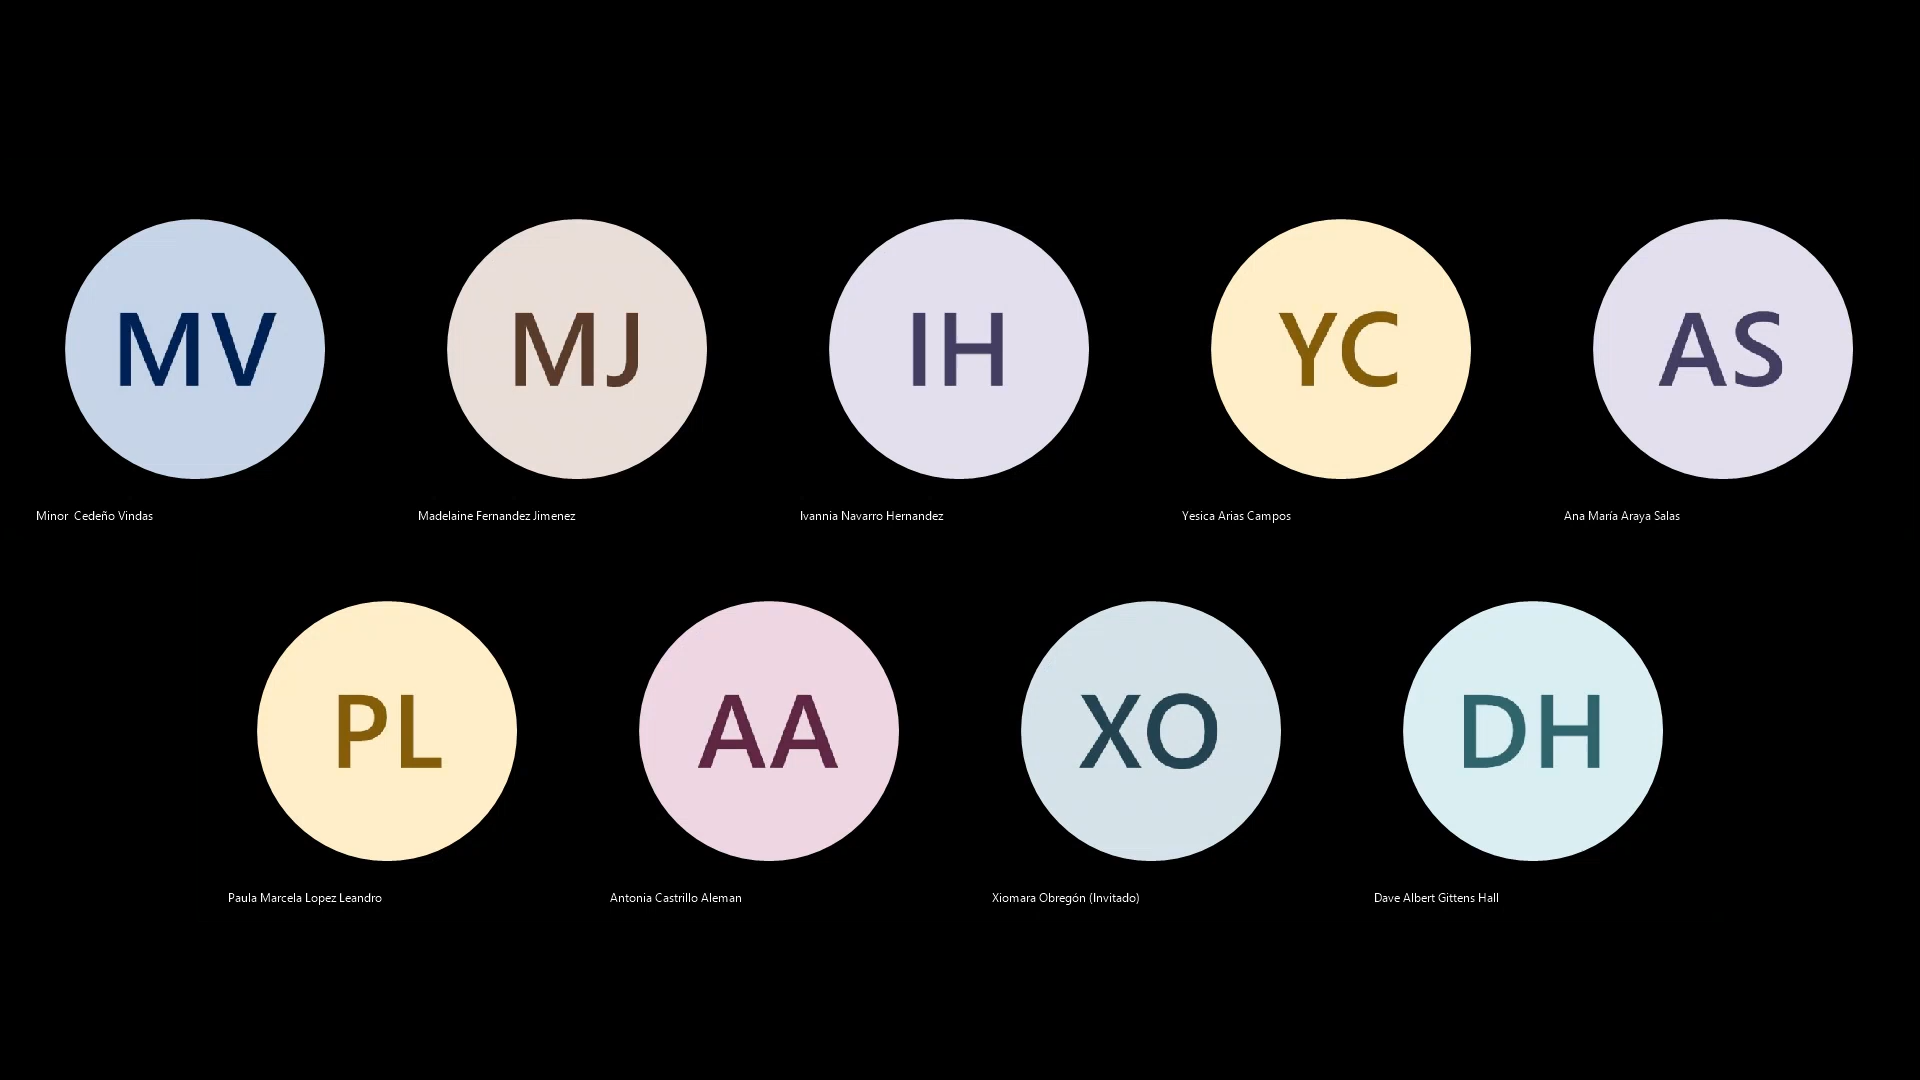 MV
MJ
IH
YC
AS
Minor  Cedeño Vindas
Madelaine Fernandez Jimenez
Ivannia Navarro Hernandez
Yesica Arias Campos
Ana María Araya Salas
PL
AA
XO
DH
Paula Marcela Lopez Leandro
Antonia Castrillo Aleman
Xiomara Obregón (Invitado)
Dave Albert Gittens Hall